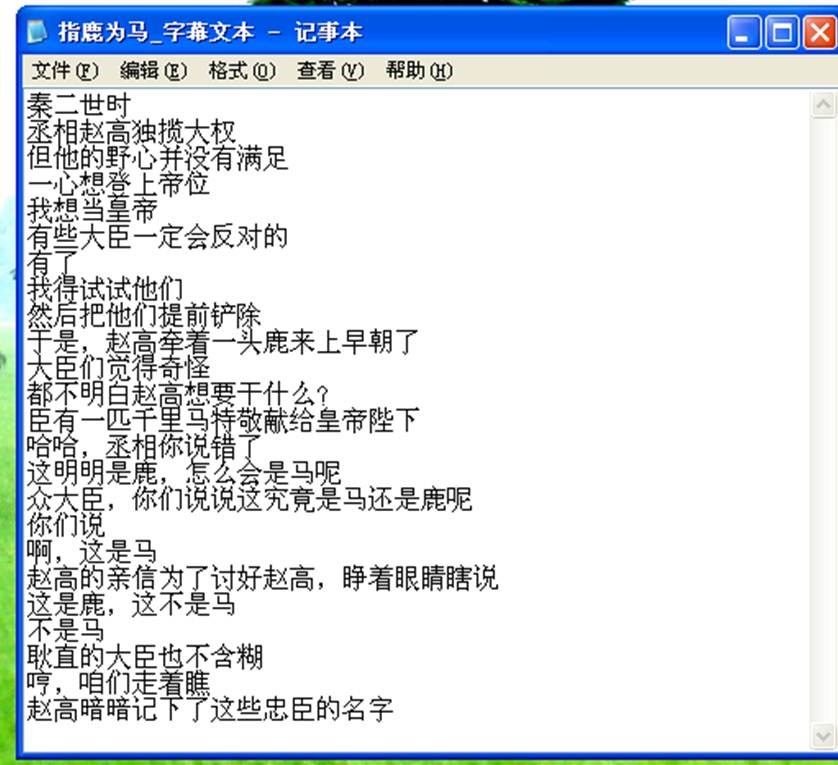 指鹿为马_字幕文本 - 记事本
文件(F) 编辑(E) 格式(O) 查看(V) 帮助(H)
秦二世时
丞相赵高独揽大权
但他的野心并没有满足
一心想登上帝位
我想当皇帝
有些大臣一定会反对的
有了
我得试试他们
然后把他们提前铲除
于是，赵高牵着一头鹿来上早朝了
大臣们觉得奇怪
都不明白赵高想要干什么?
臣有一匹千里马特敬献给皇帝陛下
哈哈，丞相你说错了
这明明是鹿，怎么会是马呢
众大臣，你们说说这究竟是马还是鹿呢
你们说
啊，这是马
赵高的亲信为了讨好赵高，睁着眼睛瞎说
这是鹿，这不是马
不是马
耿直的大臣也不含糊
哼，咱们走着瞧
赵高暗暗记下了这些忠臣的名字